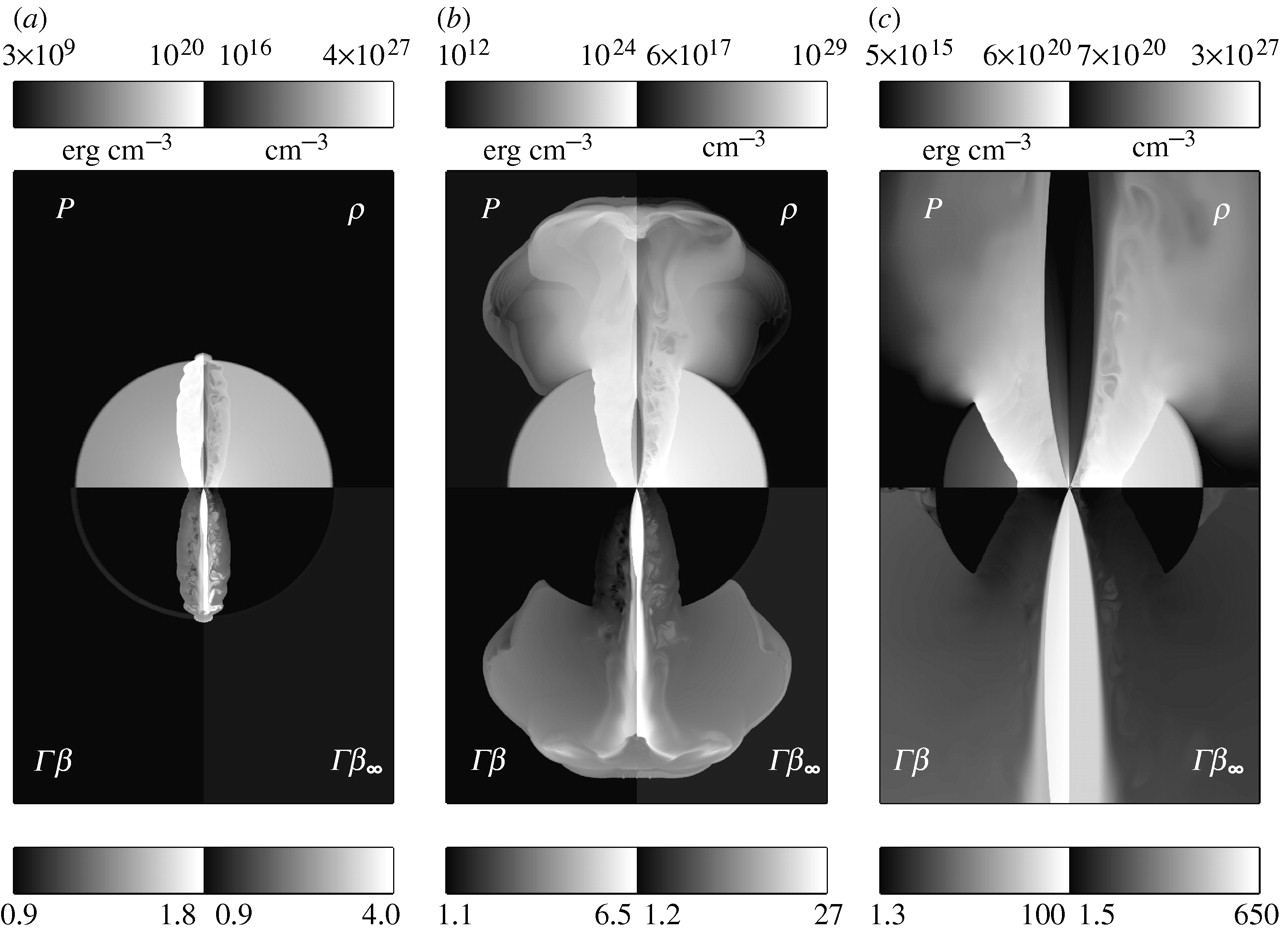 (a) (b) (c)
3×10⁹ 10²⁰ 10¹⁶ 4×10²⁷ 10¹² 10²⁴ 6×10¹⁷ 10²⁹ 5×10¹⁵ 6×10²⁰ 7×10²⁰ 3×10²⁷
erg cm⁻³ cm⁻³ erg cm⁻³ cm⁻³ erg cm⁻³ cm⁻³
P ρ P ρ P ρ
Γβ Γβ∞ Γβ Γβ∞ Γβ Γβ∞
0.9 1.8 0.9 4.0 1.1 6.5 1.2 27 1.3 100 1.5 650